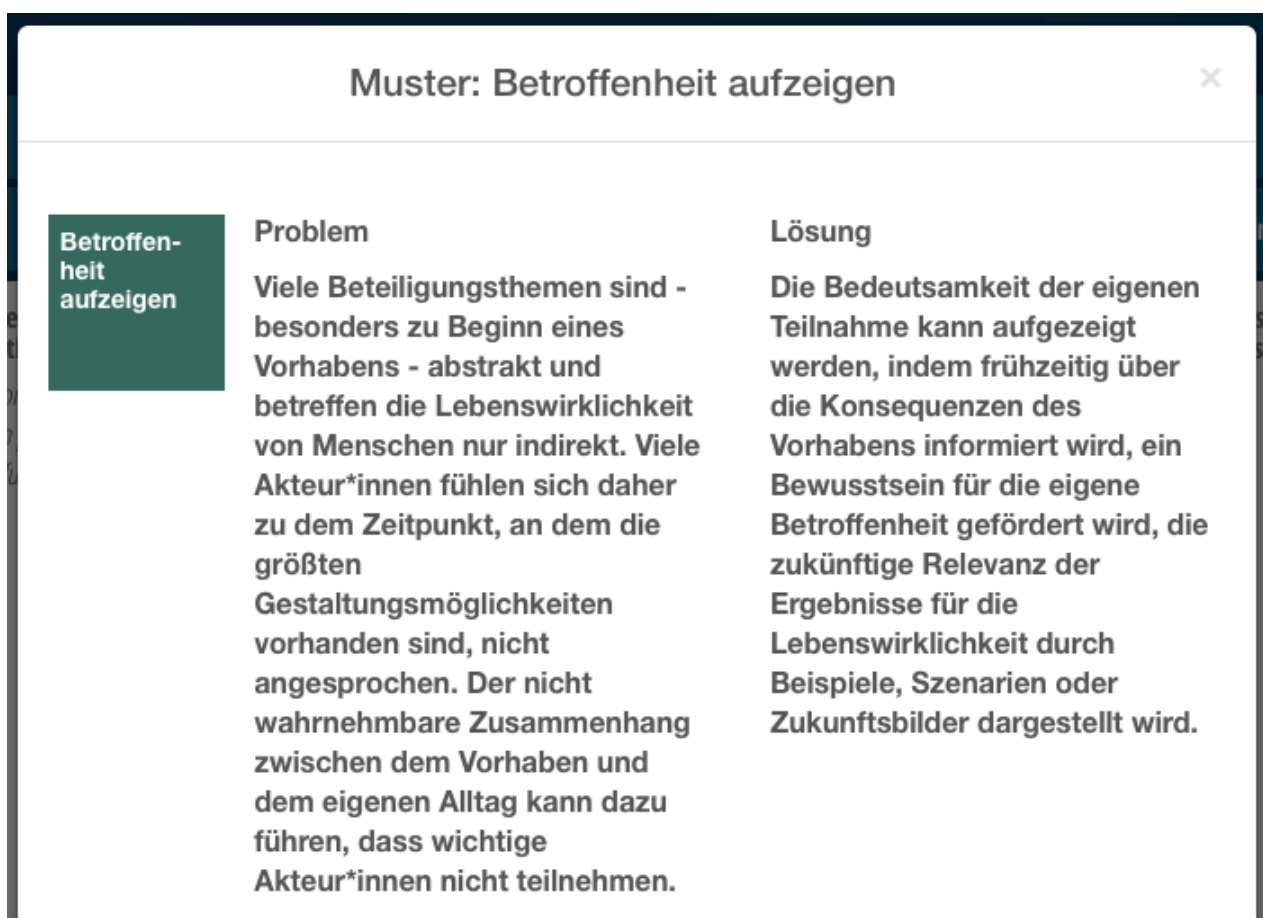 Muster: Betroffenheit aufzeigen
×
Betroffen-
heit
aufzeigen
Problem
Viele Beteiligungsthemen sind -
besonders zu Beginn eines
Vorhabens - abstrakt und
betreffen die Lebenswirklichkeit
von Menschen nur indirekt. Viele
Akteur*innen fühlen sich daher
zu dem Zeitpunkt, an dem die
größten
Gestaltungsmöglichkeiten
vorhanden sind, nicht
angesprochen. Der nicht
wahrnehmbare Zusammenhang
zwischen dem Vorhaben und
dem eigenen Alltag kann dazu
führen, dass wichtige
Akteur*innen nicht teilnehmen.
Lösung
Die Bedeutsamkeit der eigenen
Teilnahme kann aufgezeigt
werden, indem frühzeitig über
die Konsequenzen des
Vorhabens informiert wird, ein
Bewusstsein für die eigene
Betroffenheit gefördert wird, die
zukünftige Relevanz der
Ergebnisse für die
Lebenswirklichkeit durch
Beispiele, Szenarien oder
Zukunftsbilder dargestellt wird.